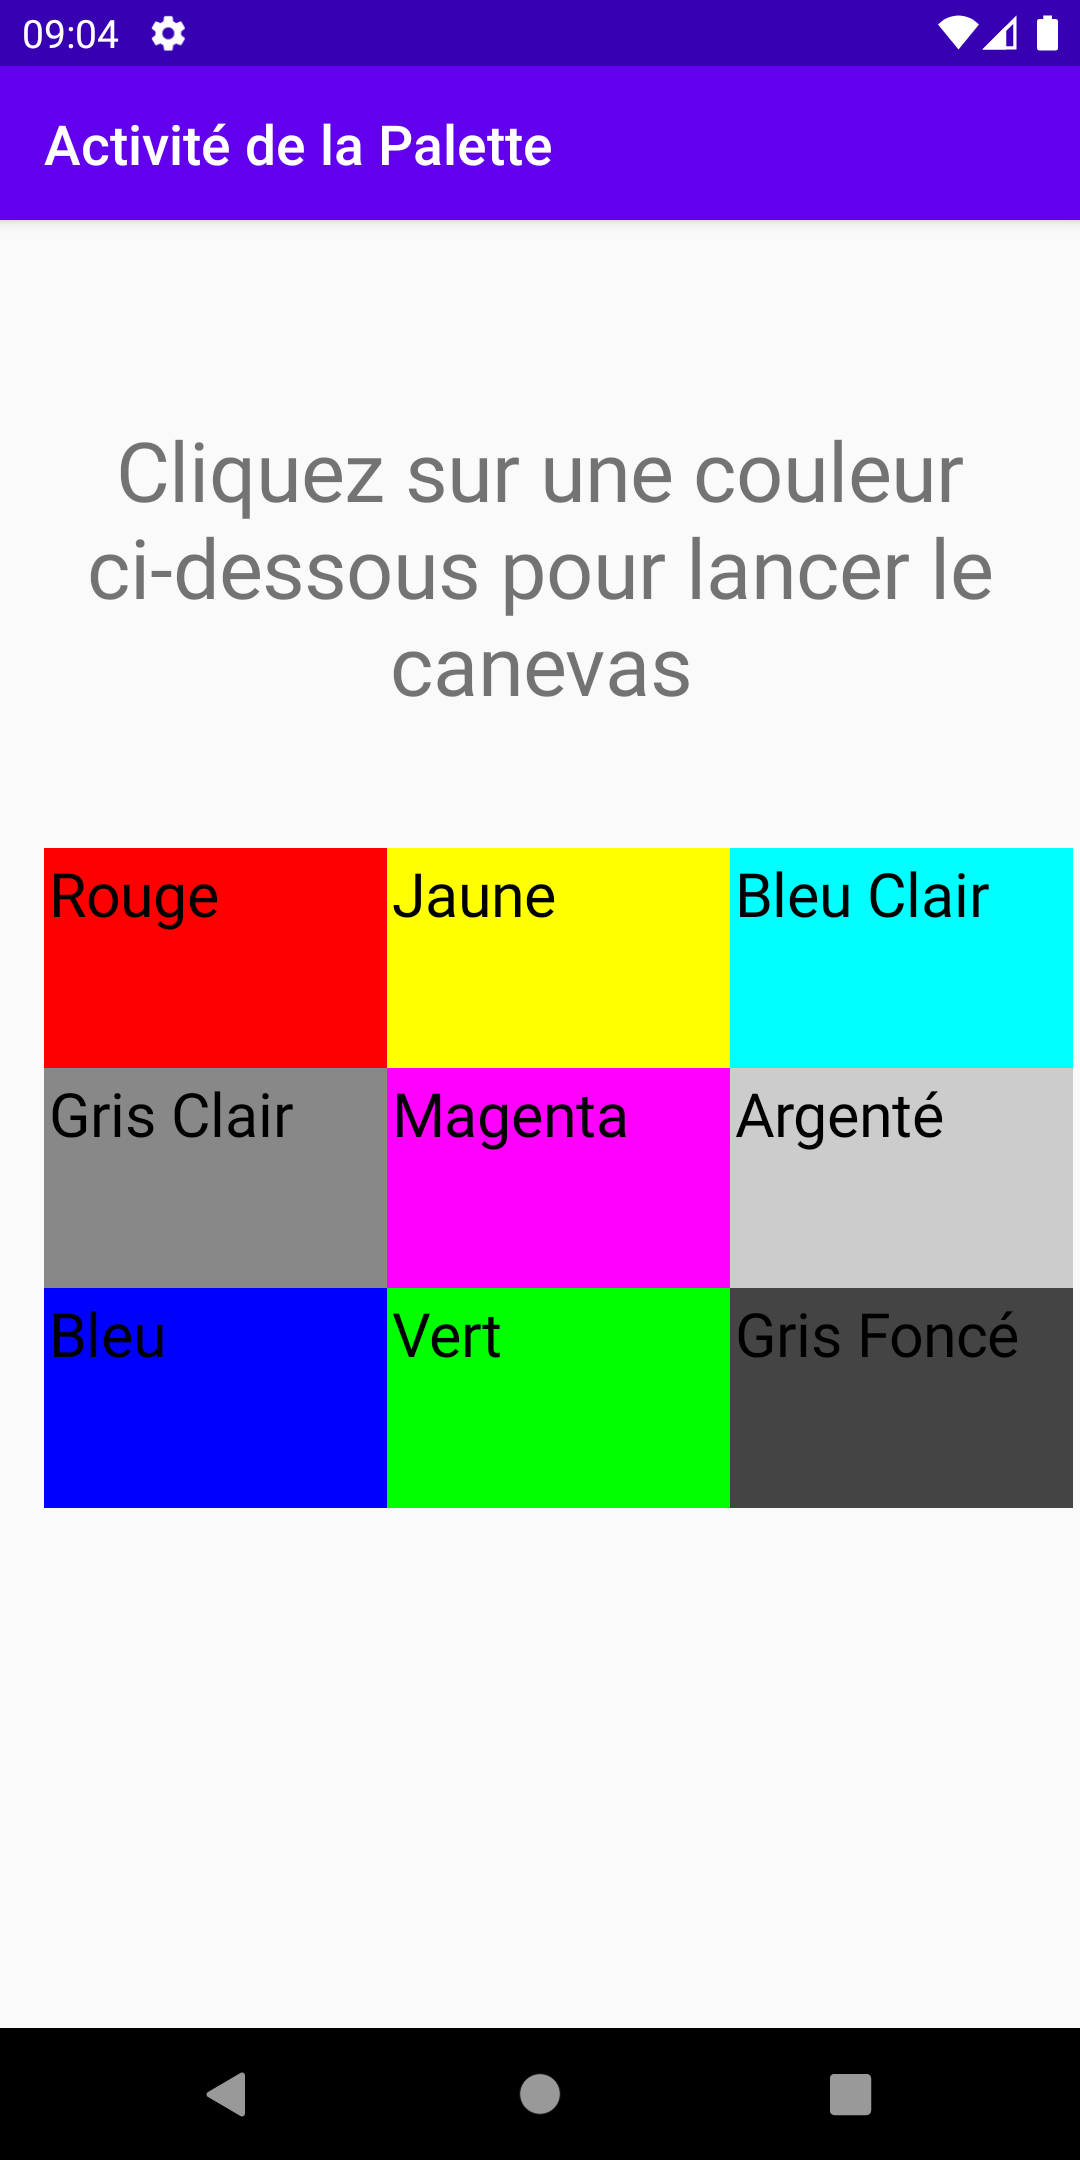 09:04
Activité de la Palette
Cliquez sur une couleur
ci-dessous pour lancer le
canevas
Rouge
Jaune
Bleu Clair
Gris Clair
Magenta
Argenté
Bleu
Vert
Gris Foncé